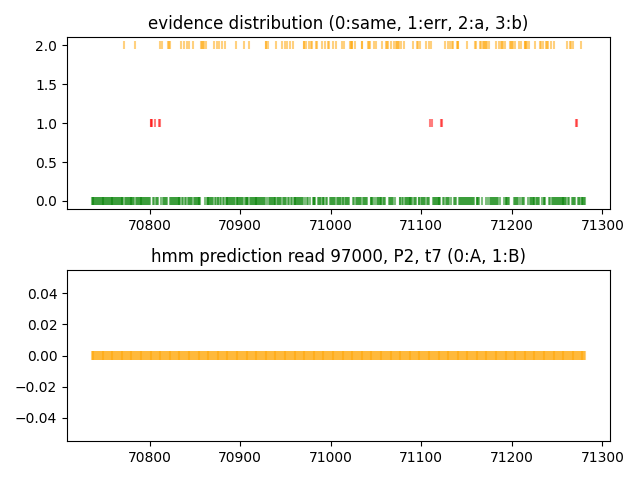 evidence distribution (0:same, 1:err, 2:a, 3:b)
2.0
1.5
1.0
0.5
0.0
70800 70900 71000 71100 71200 71300
hmm prediction read 97000, P2, t7 (0:A, 1:B)
0.04
0.02
0.00
−0.02
−0.04
70800 70900 71000 71100 71200 71300